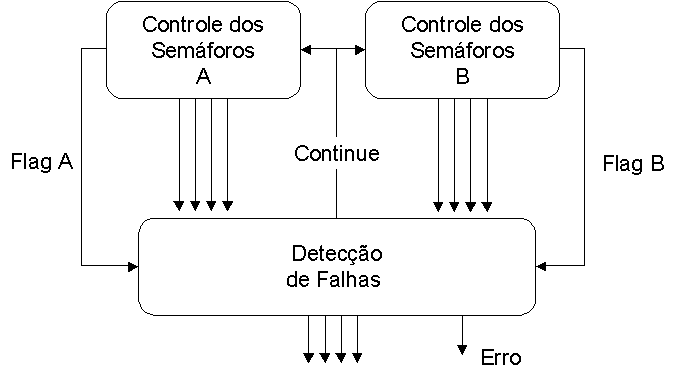 Controle dos
Semáforos
A
Controle dos
Semáforos
B
Flag A
Continue
Flag B
Detecção
de Falhas
Erro